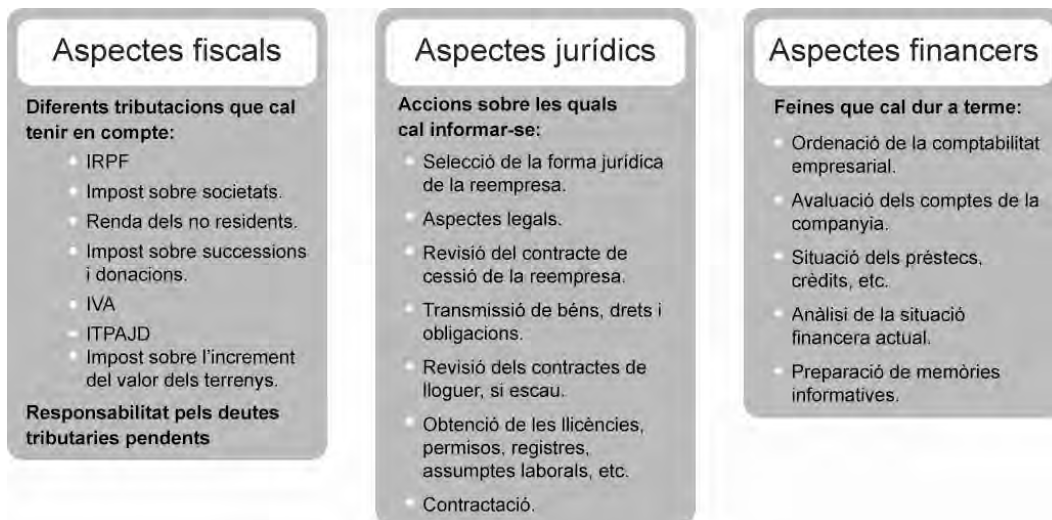 Aspectes fiscals
Diferents tributacions que cal
tenir en compte:
IRPF
Impost sobre societats.
Renda dels no residents.
Impost sobre successions
i donacions.
IVA
ITPAJD
Impost sobre l'increment
del valor dels terrenys.
Responsabilitat pels deutes
tributaries pendents
Aspectes jurídics
Accions sobre les quals
cal informar-se:
Selecció de la forma jurídica
de la reempresa.
Aspectes legals.
Revisió del contracte de
cessió de la reempresa.
Transmissió de béns, drets i
obligacions.
Revisió dels contractes de
lloguer, si escau.
Obtenció de les llicències,
permisos, registres,
assumptes laborals, etc.
Contractació.
Aspectes financers
Feines que cal dur a terme:
Ordenació de la comptabilitat
empresarial.
Avaluació dels comptes de la
companyia.
Situació dels préstecs,
crèdits, etc.
Anàlisi de la situació
financera actual.
Preparació de memòries
informatives.